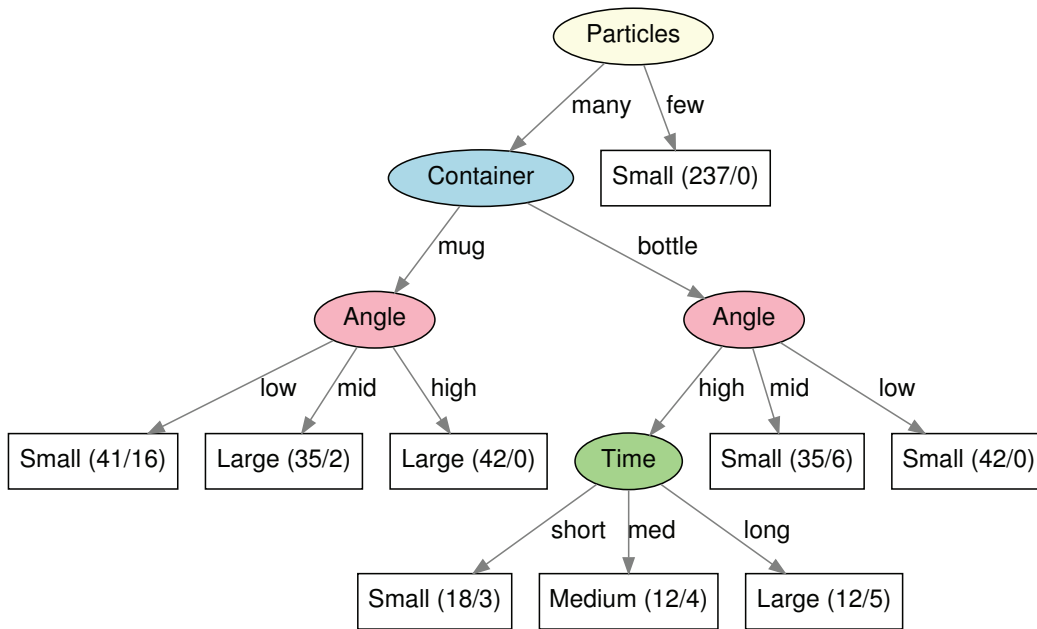 Particles
many
few
Container
Small (237/0)
mug
bottle
Angle
Angle
low
mid
high
high
mid
low
Small (41/16)
Large (35/2)
Large (42/0)
Time
Small (35/6)
Small (42/0)
short
med
long
Small (18/3)
Medium (12/4)
Large (12/5)